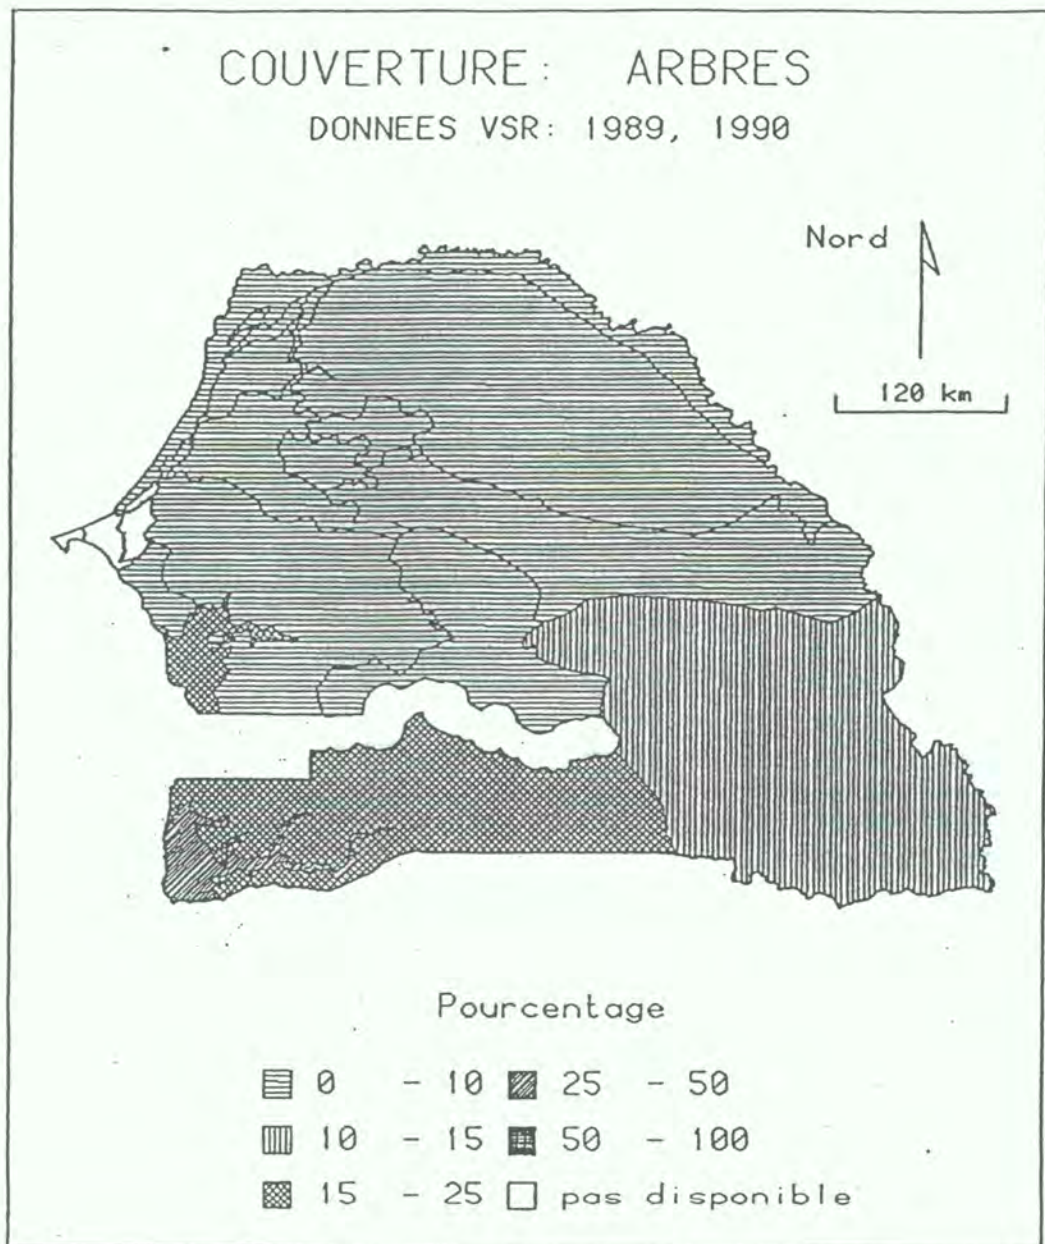 COUVERTURE: ARBRES
DONNEES VSR: 1989, 1990
Nord
120 km
Pourcentage
0 - 10
25 - 50
10 - 15
50 - 100
15 - 25
pas disponible